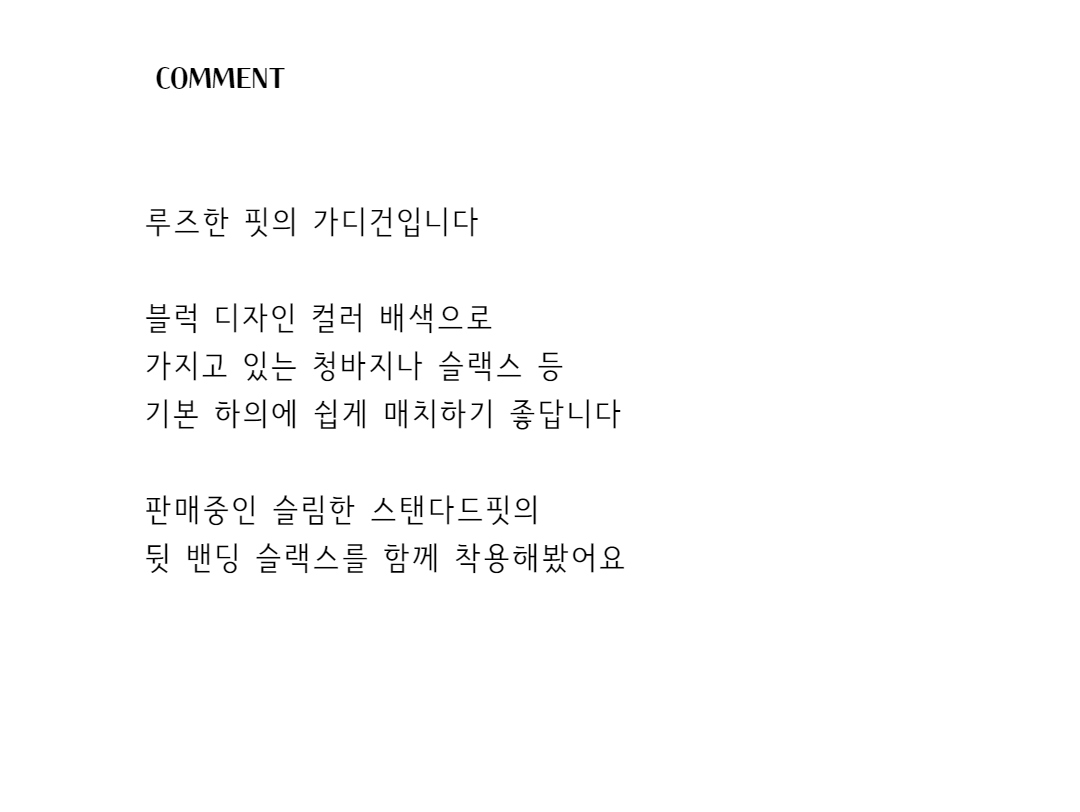 COMMENT
루즈한 핏의 가디건입니다
블럭 디자인 컬러 배색으로
가지고 있는 청바지나 슬랙스 등
기본 하의에 쉽게 매치하기 좋답니다
판매중인 슬림한 스탠다드핏의
뒷 밴딩 슬랙스를 함께 착용해봤어요